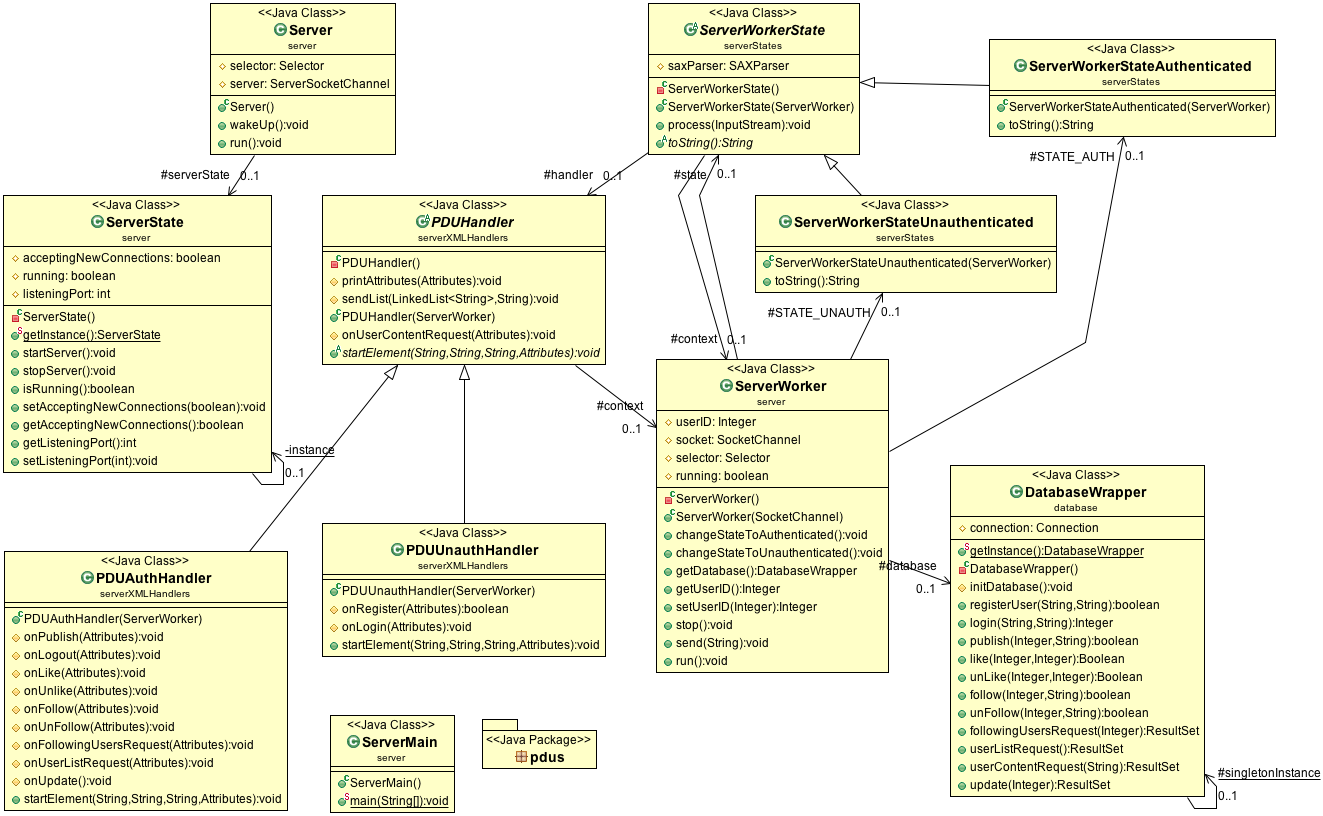 <<Java Class>>
Server
server
selector: Selector
server: ServerSocketChannel
Server()
wakeUp():void
run():void
#serverState
0..1
<<Java Class>>
ServerWorkerState
serverStates
saxParser: SAXParser
ServerWorkerState()
ServerWorkerState(ServerWorker)
process(InputStream):void
toString():String
#handler
0..1
#state
0..1
<<Java Class>>
ServerWorkerStateAuthenticated
serverStates
ServerWorkerStateAuthenticated(ServerWorker)
toString():String
#STATE_AUTH
0..1
<<Java Class>>
ServerState
server
acceptingNewConnections: boolean
running: boolean
listeningPort: int
ServerState()
getInstance():ServerState
startServer():void
stopServer():void
isRunning():boolean
setAcceptingNewConnections(boolean):void
getAcceptingNewConnections():boolean
getListeningPort():int
setListeningPort(int):void
-instance
0..1
<<Java Class>>
PDUHandler
serverXMLHandlers
PDUHandler()
printAttributes(Attributes):void
sendList(LinkedList<String>,String):void
PDUHandler(ServerWorker)
onUserContentRequest(Attributes):void
startElement(String,String,String,Attributes):void
#context
0..1
<<Java Class>>
ServerWorkerStateUnauthenticated
serverStates
ServerWorkerStateUnauthenticated(ServerWorker)
toString():String
#STATE_UNAUTH
0..1
#context
0..1
<<Java Class>>
ServerWorker
server
userID: Integer
socket: SocketChannel
selector: Selector
running: boolean
ServerWorker()
ServerWorker(SocketChannel)
changeStateToAuthenticated():void
changeStateToUnauthenticated():void
getDatabase():DatabaseWrapper
getUserID():Integer
setUserID(Integer):Integer
stop():void
send(String):void
run():void
#database
0..1
<<Java Class>>
DatabaseWrapper
database
connection: Connection
getInstance():DatabaseWrapper
DatabaseWrapper()
initDatabase():void
registerUser(String,String):boolean
login(String,String):Integer
publish(Integer,String):boolean
like(Integer,Integer):Boolean
unLike(Integer,Integer):Boolean
follow(Integer,String):boolean
unFollow(Integer,String):boolean
followingUsersRequest(Integer):ResultSet
userListRequest():ResultSet
userContentRequest(String):ResultSet
update(Integer):ResultSet
#singletonInstance
0..1
<<Java Class>>
PDUAuthHandler
serverXMLHandlers
PDUAuthHandler(ServerWorker)
onPublish(Attributes):void
onLogout(Attributes):void
onLike(Attributes):void
onUnlike(Attributes):void
onFollow(Attributes):void
onUnFollow(Attributes):void
onFollowingUsersRequest(Attributes):void
onUserListRequest(Attributes):void
onUpdate():void
startElement(String,String,String,Attributes):void
<<Java Class>>
PDUUnauthHandler
serverXMLHandlers
PDUUnauthHandler(ServerWorker)
onRegister(Attributes):boolean
onLogin(Attributes):void
startElement(String,String,String,Attributes):void
<<Java Class>>
ServerMain
server
ServerMain()
main(String[]):void
<<Java Package>>
pdus